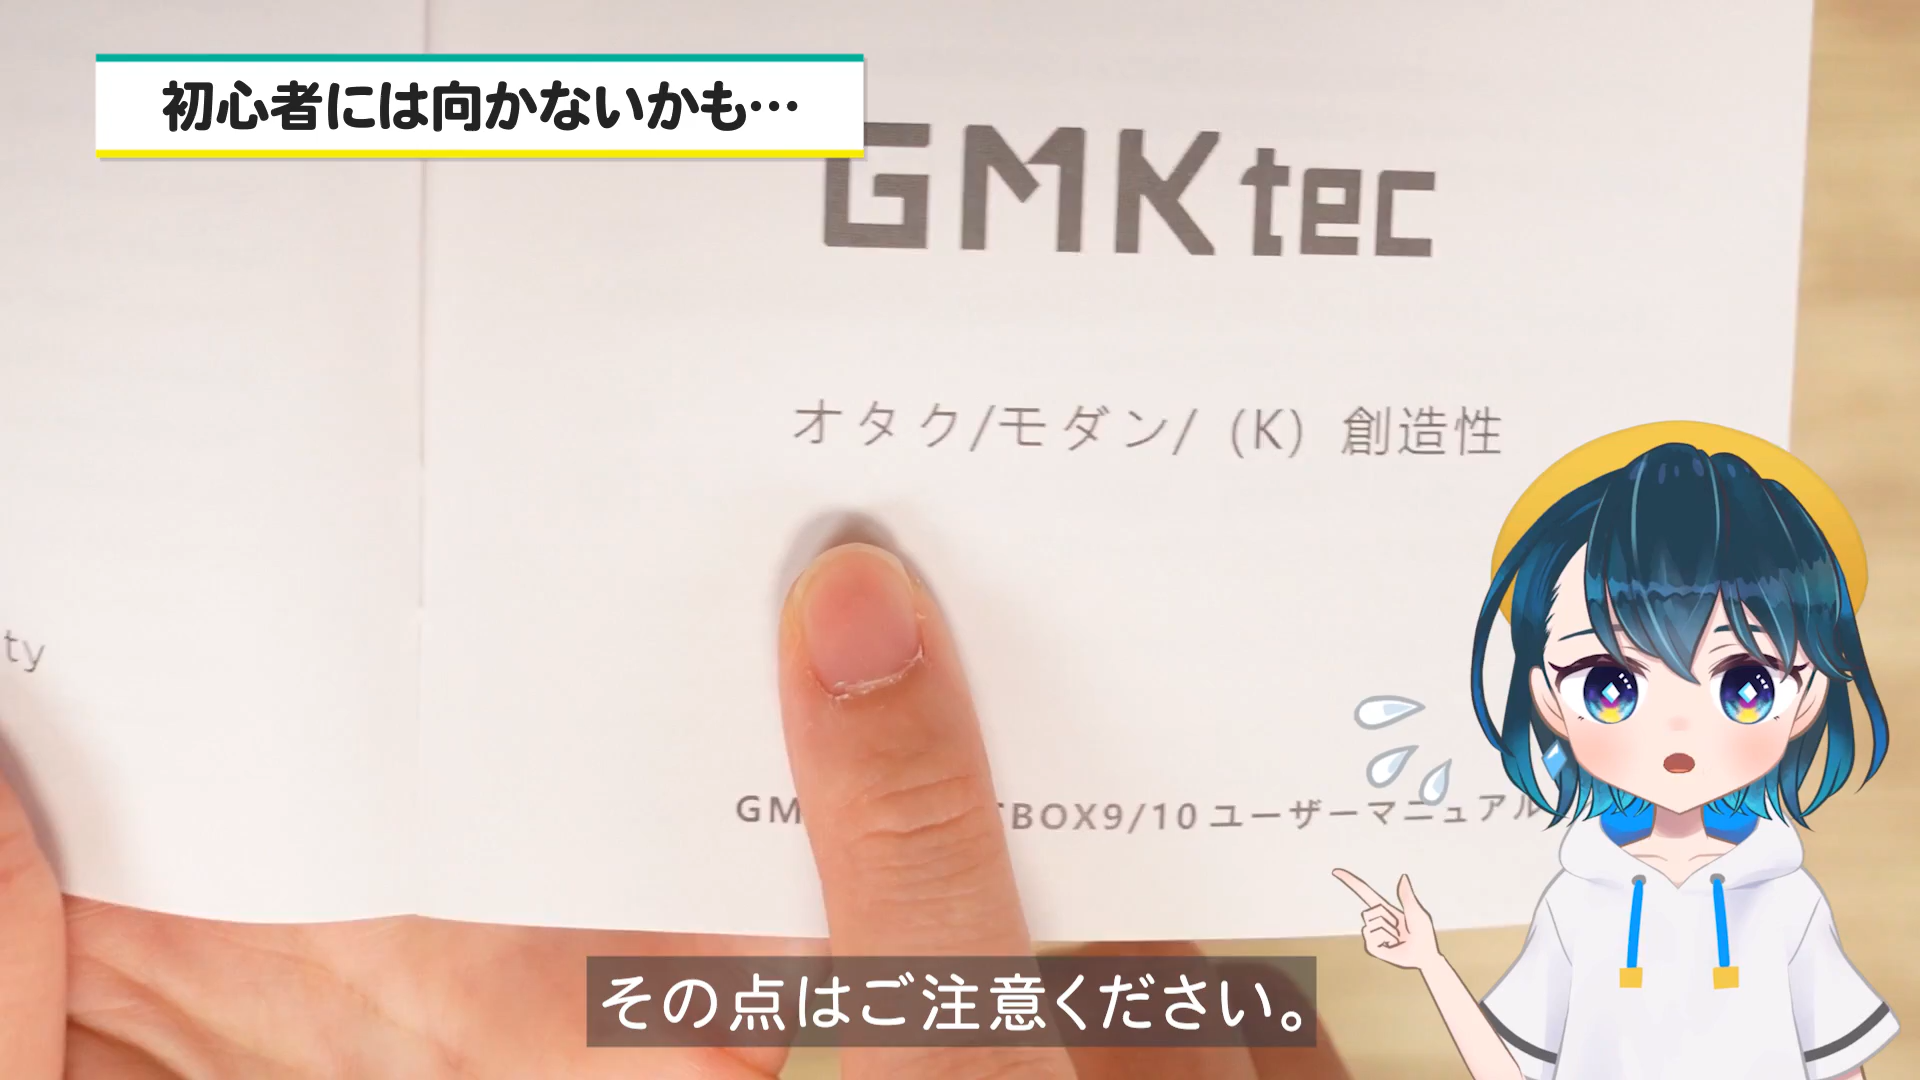 初心者には向かないかも…
GMKtec
オタク/モダン/ (K) 創造性
ty
GM BOX9/10 ユーザーマニュアル
その点はご注意ください。